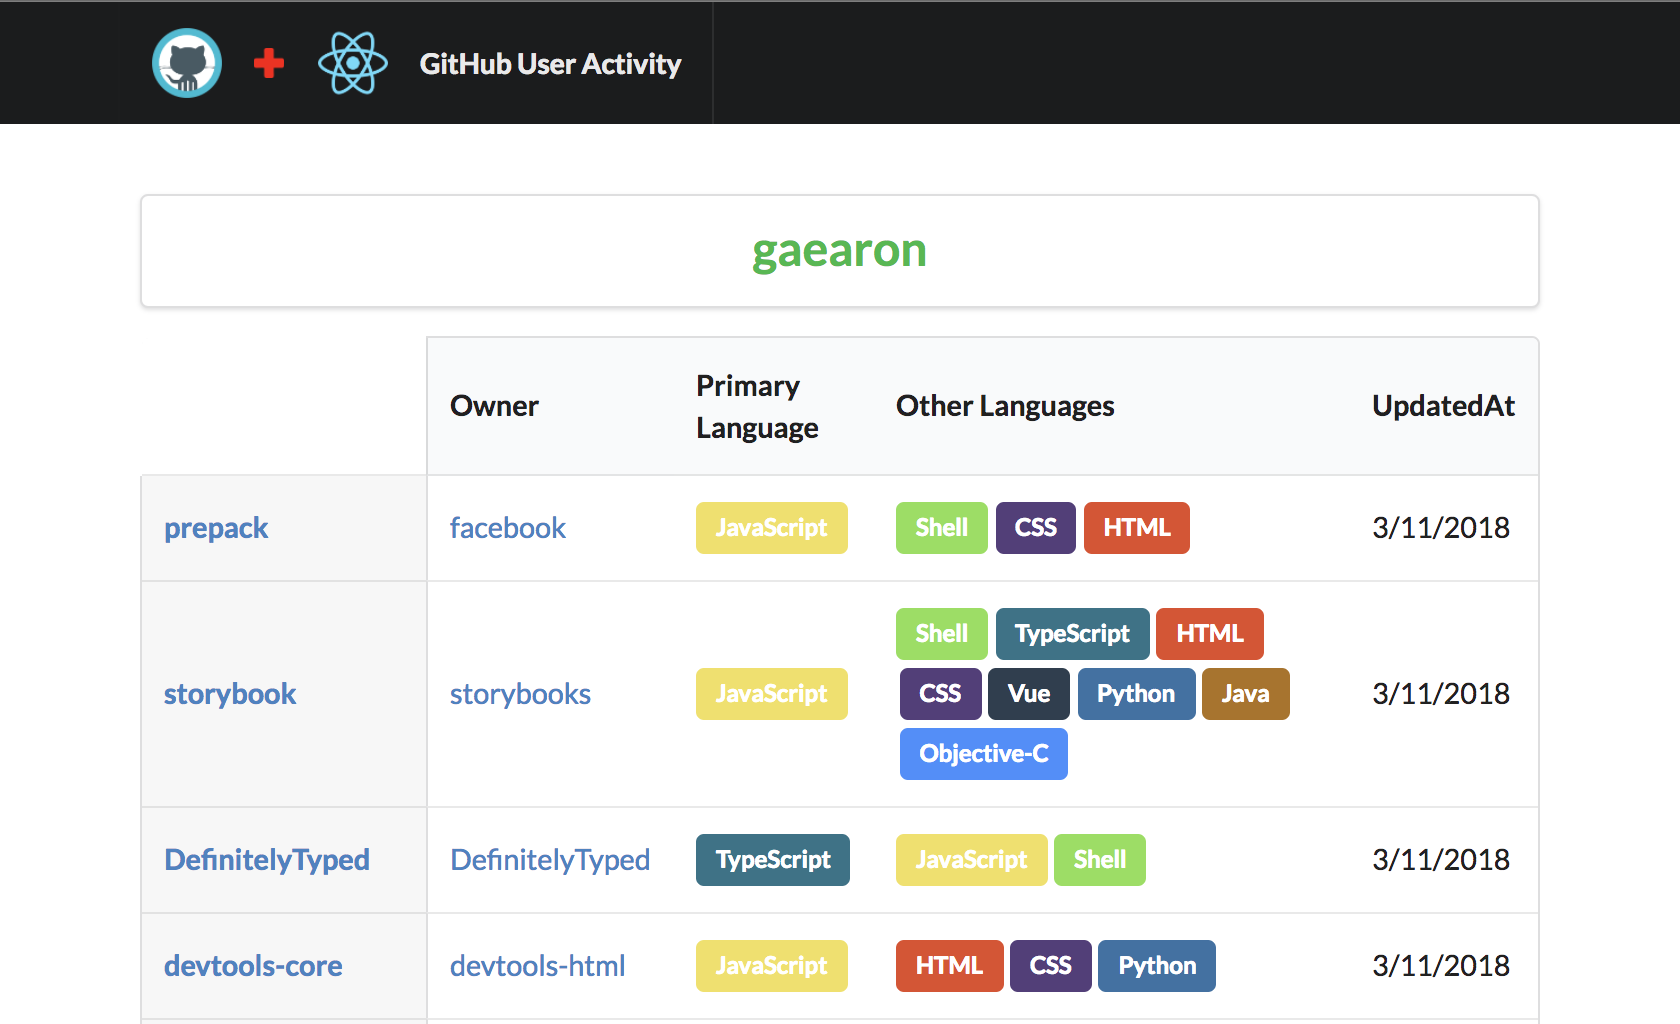 GitHub User Activity
gaearon
Owner Primary Language Other Languages UpdatedAt
prepack facebook JavaScript Shell CSS HTML 3/11/2018
storybook storybooks JavaScript Shell TypeScript HTML CSS Vue Python Java Objective-C 3/11/2018
DefinitelyTyped DefinitelyTyped TypeScript JavaScript Shell 3/11/2018
devtools-core devtools-html JavaScript HTML CSS Python 3/11/2018